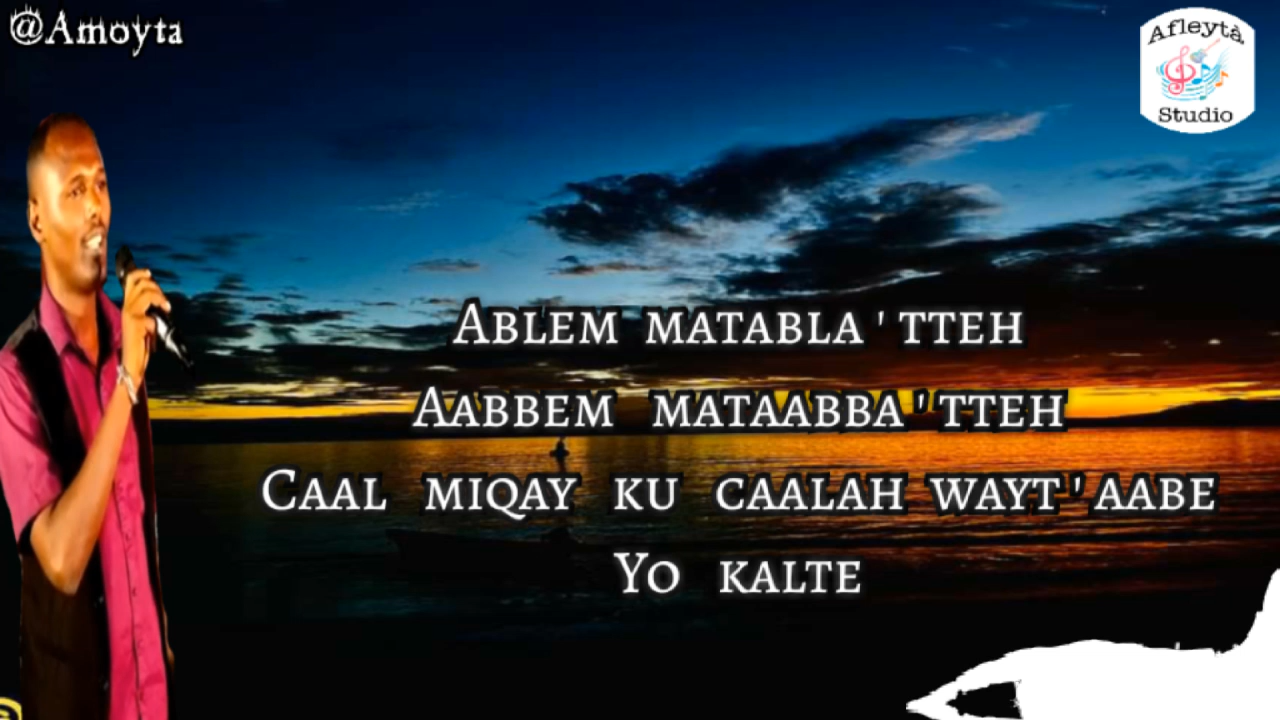 @Amoyta
Afleytà
Studio
Ablem matabla'tteh
Aabbem mataabba'tteh
Caal miqay ku caalah wayt'aabe
Yo kalte